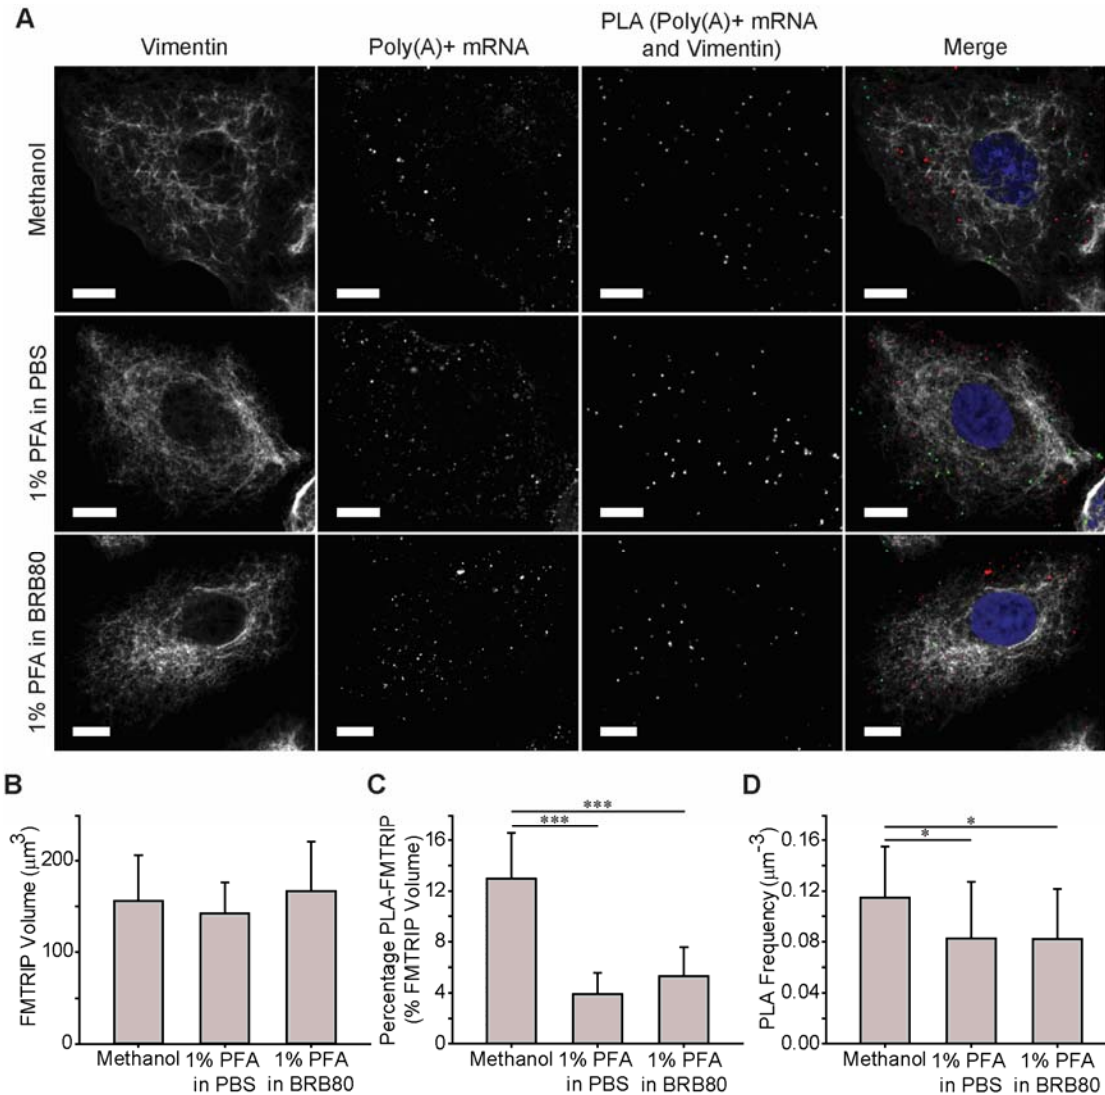 A
Vimentin
Poly(A)+ mRNA
PLA (Poly(A)+ mRNA
and Vimentin)
Merge
Methanol
1% PFA in PBS
1% PFA in BRB80
B
FMTRIP Volume (μm³)
200
100
0
Methanol
1% PFA
in PBS
1% PFA
in BRB80
C
Percentage PLA-FMTRIP
(% FMTRIP Volume)
16
12
8
4
0
***
***
Methanol
1% PFA
in PBS
1% PFA
in BRB80
D
PLA Frequency (μm⁻³)
0.16
0.12
0.08
0.04
0.00
*
*
Methanol
1% PFA
in PBS
1% PFA
in BRB80